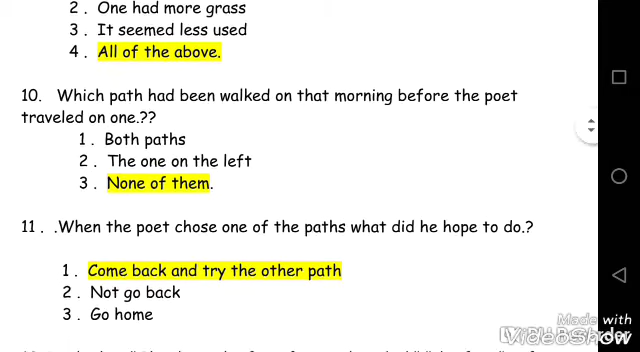 2 .  One had more grass
3 .  It seemed less used
4 .  All of the above.
10.   Which path had been walked on that morning before the poet
traveled on one.??
1 .  Both paths
2 .  The one on the left
3 .  None of them.
11 .  .When the poet chose one of the paths what did he hope to do.?
1 .  Come back and try the other path
2 .  Not go back
3 .  Go home
Made with
VideoShow